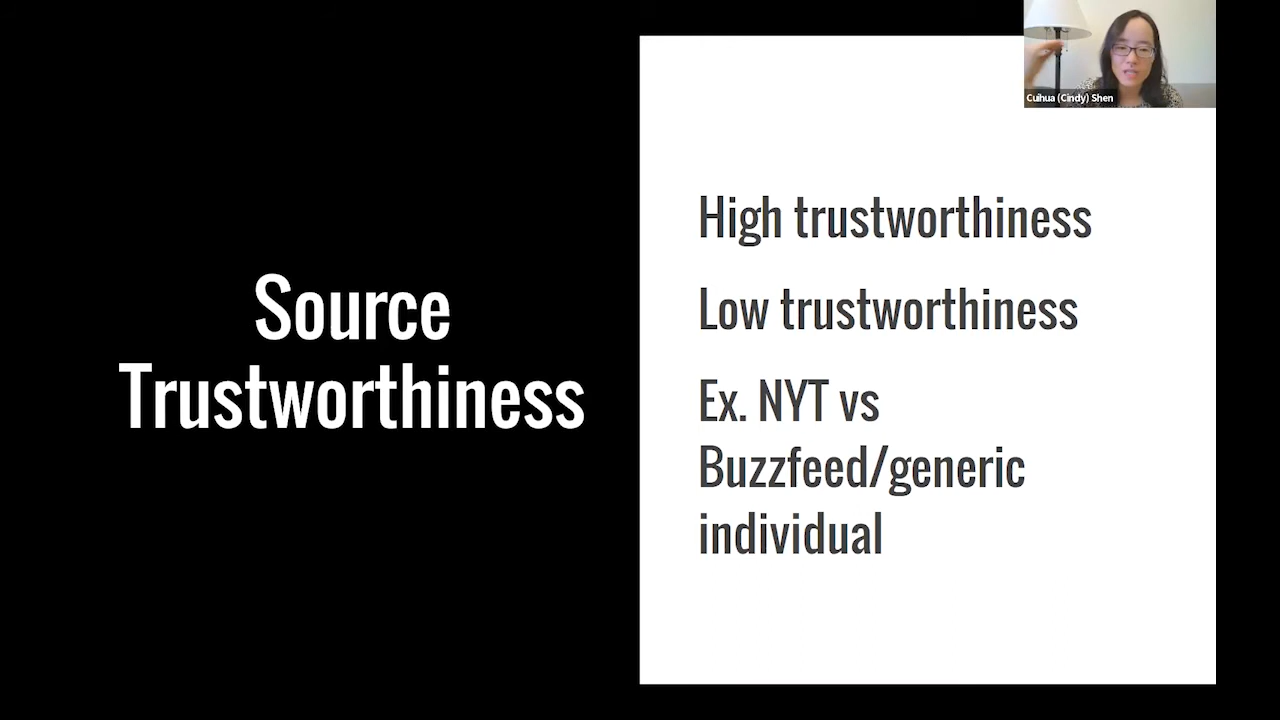 Cuihua (Cindy) Shen
Source
Trustworthiness
High trustworthiness
Low trustworthiness
Ex. NYT vs
Buzzfeed/generic
individual